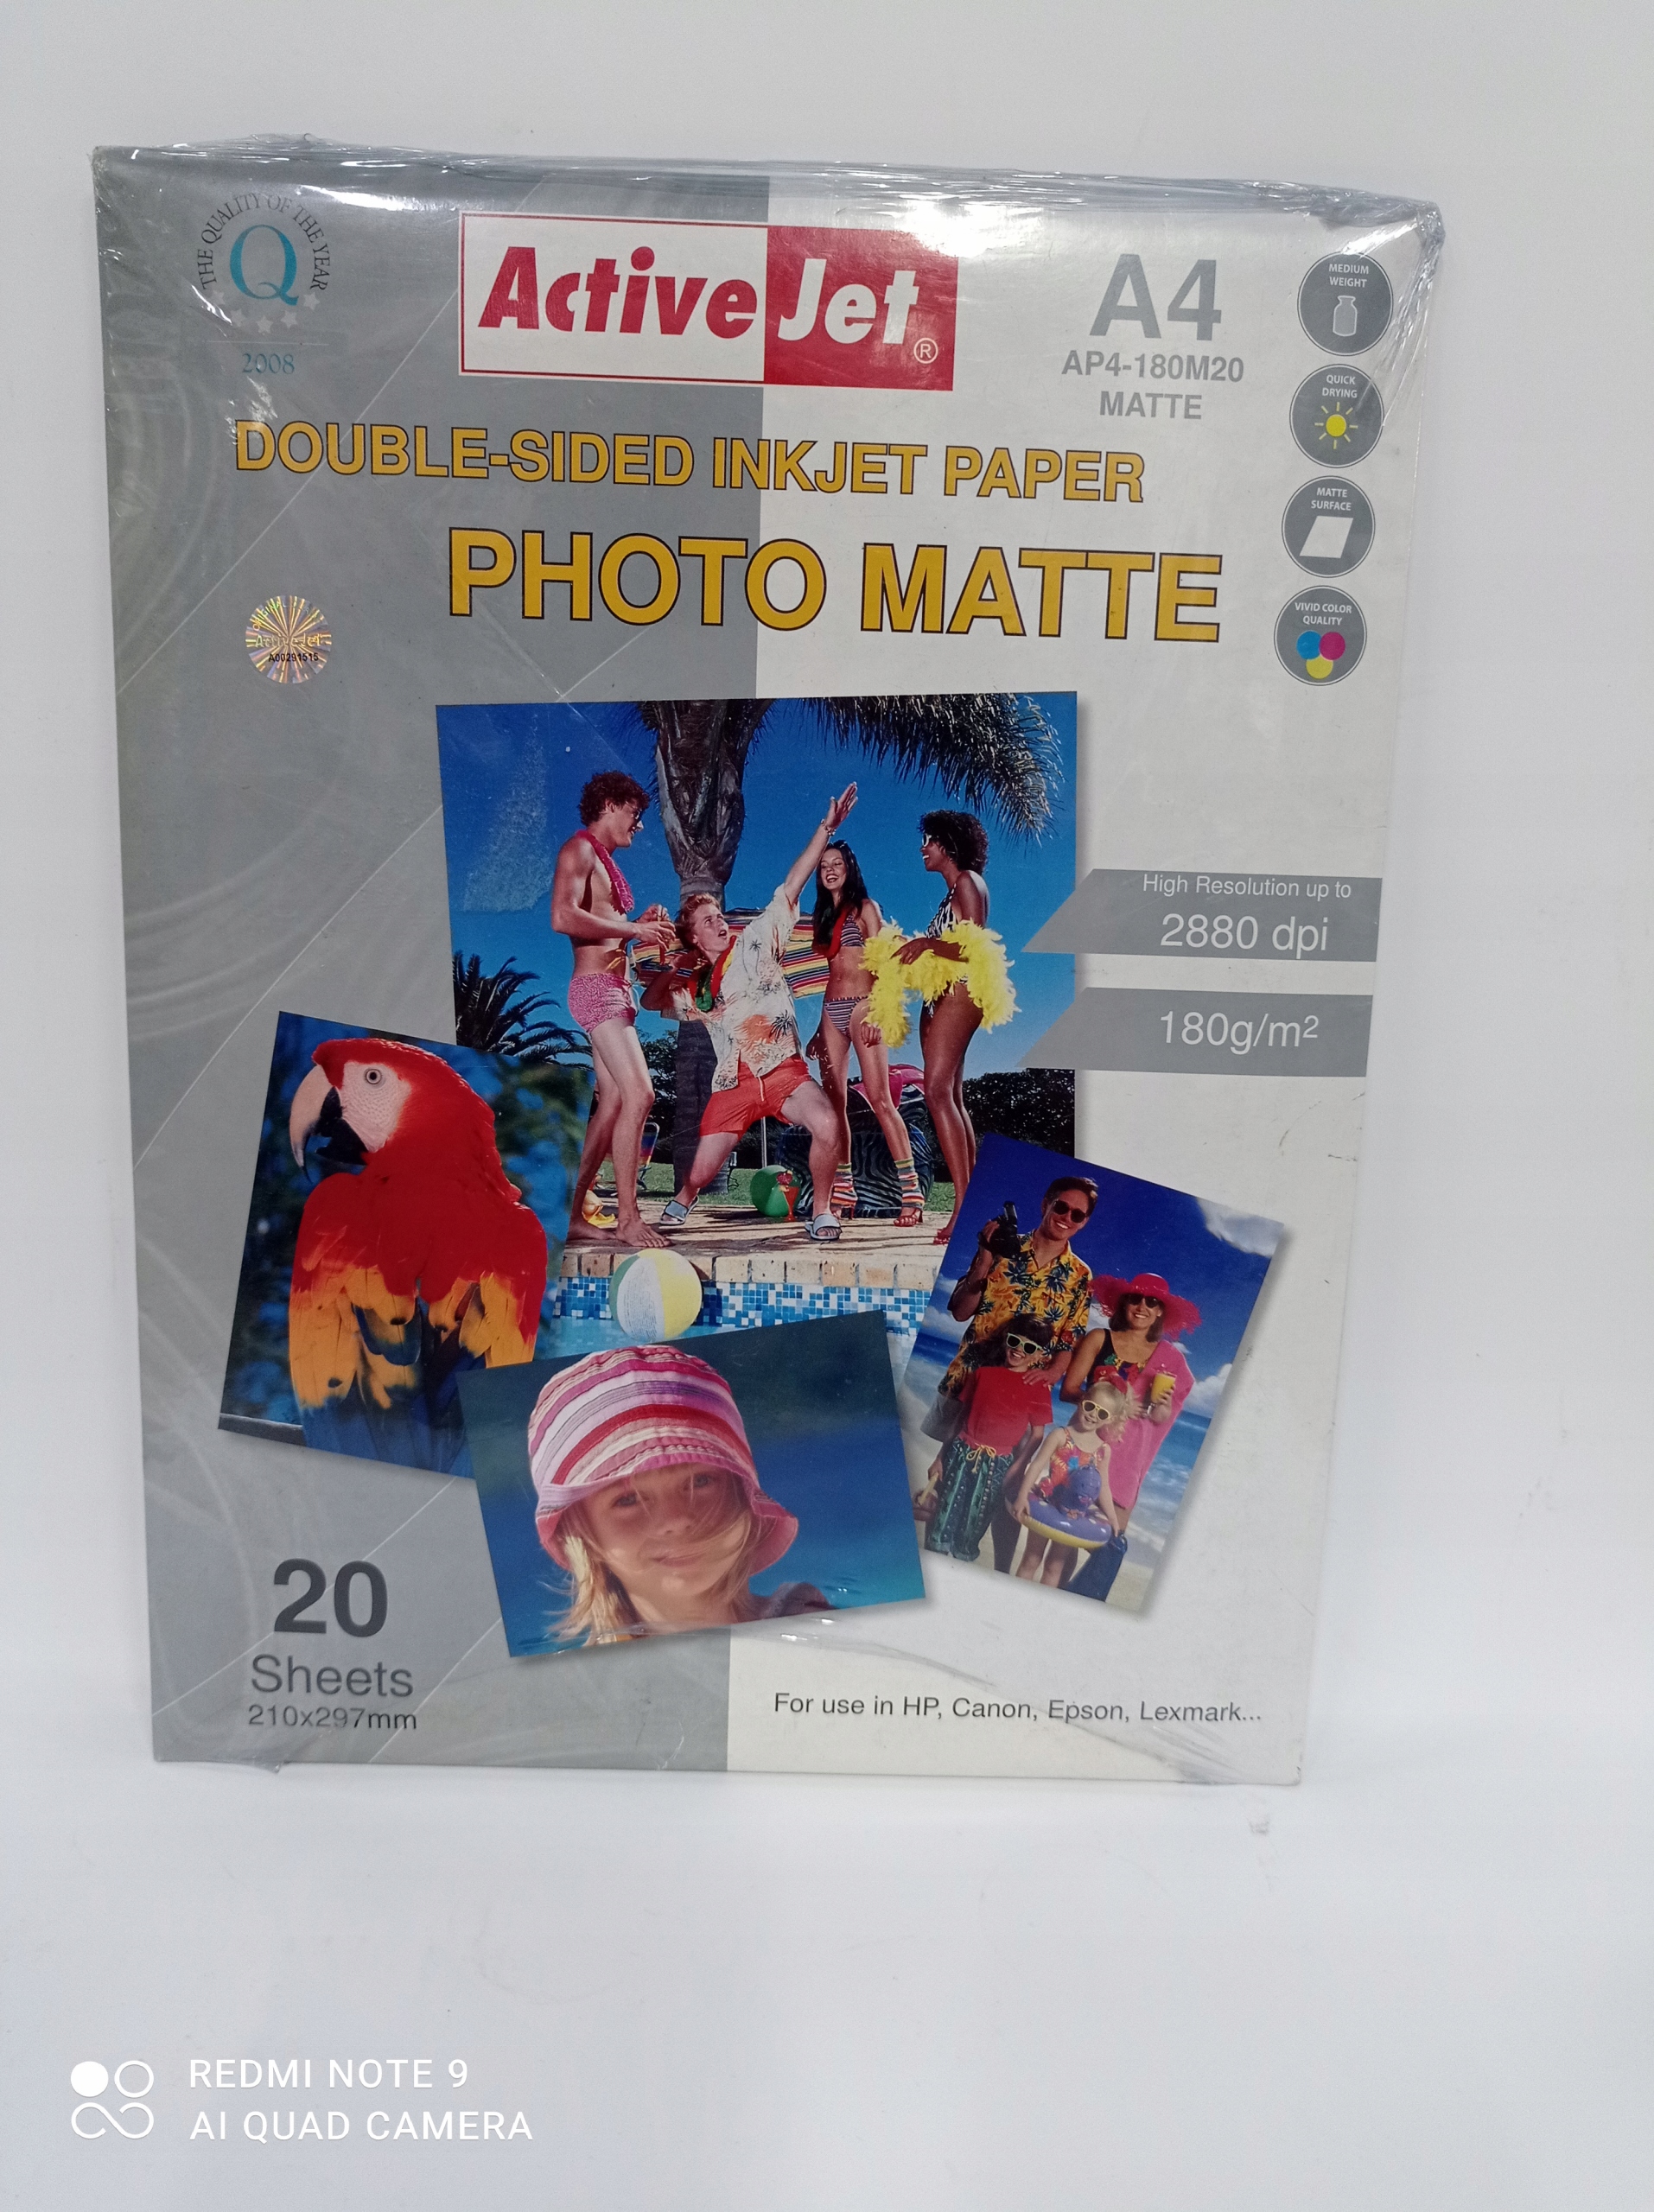 THE QUALITY OF THE YEAR
Q
2008
ActiveJet®
A4
AP4-180M20
MATTE
MEDIUM
WEIGHT
QUICK
DRYING
MATTE
SURFACE
VIVID COLOR
QUALITY
DOUBLE-SIDED INKJET PAPER
PHOTO MATTE
ActiveJet
A00291515
High Resolution up to
2880 dpi
180g/m²
20
Sheets
210x297mm
For use in HP, Canon, Epson, Lexmark...
REDMI NOTE 9
AI QUAD CAMERA